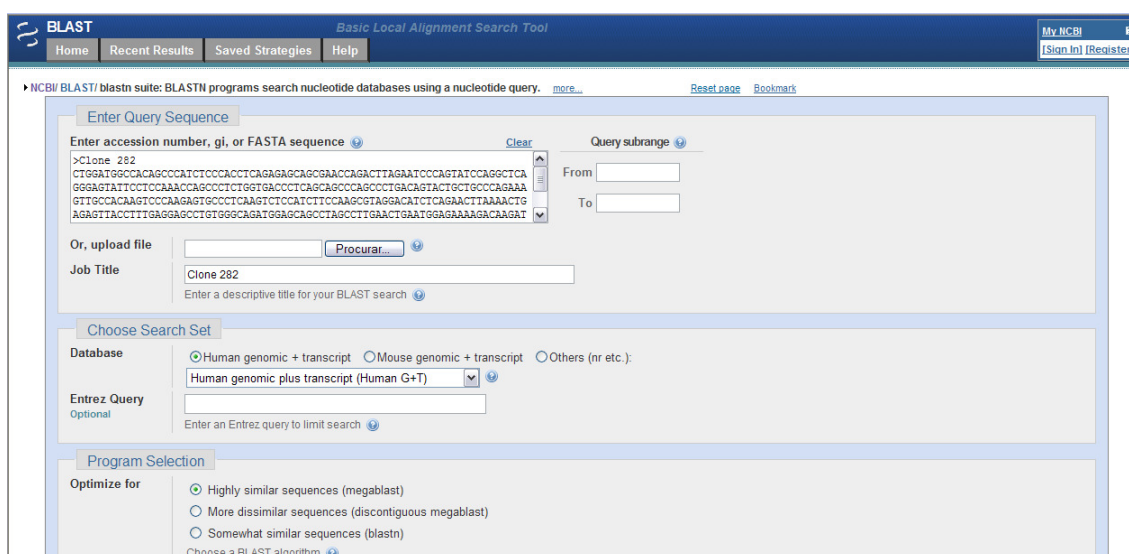 BLAST
Basic Local Alignment Search Tool
My NCBI
Home Recent Results Saved Strategies Help
[Sign In] [Register
NCBI/ BLAST/ blastn suite: BLASTN programs search nucleotide databases using a nucleotide query. more... Reset page Bookmark
Enter Query Sequence
Enter accession number, gi, or FASTA sequence Clear Query subrange
>Clone 282
CTGGATGGCCACAGCCCATCTCCCACCTCAGAGAGCAGCGAACCAGACTTAGAATCCCAGTATCCAGGCTCA
GGGAGTATTCCTCCAAACCAGCCCTCTGGTGACCCTCAGCAGCCCAGCCCTGACAGTACTGCTGCCCAGAAA
GTTGCCACAAGTCCCAAGAGTGCCCTCAAGTCTCCATCTTCCAAGCGTAGGACATCTCAGAACTTAAAACTG
AGAGTTACCTTTGAGGAGCCTGTGGGCAGATGGAGCAGCCTAGCCTTGAACTGAATGGAGAAAAGACAAGAT
From
To
Or, upload file Procurar...
Job Title Clone 282
Enter a descriptive title for your BLAST search
Choose Search Set
Database Human genomic + transcript Mouse genomic + transcript Others (nr etc.):
Human genomic plus transcript (Human G+T)
Entrez Query
Optional
Enter an Entrez query to limit search
Program Selection
Optimize for
Highly similar sequences (megablast)
More dissimilar sequences (discontiguous megablast)
Somewhat similar sequences (blastn)
Choose a BLAST algorithm